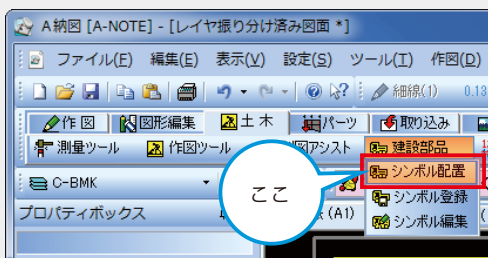 A納図 [A-NOTE] - [レイヤ振り分け済み図面 *]
ファイル(F) 編集(E) 表示(V) 設定(S) ツール(T) 作図(D)
細線(1) 0.13
作図 図形編集 土木 パーツ 取り込み
測量ツール 作図ツール 図アシスト 建設部品
C-BMK シンボル配置
ここ
シンボル登録
プロパティボックス (A1) シンボル編集